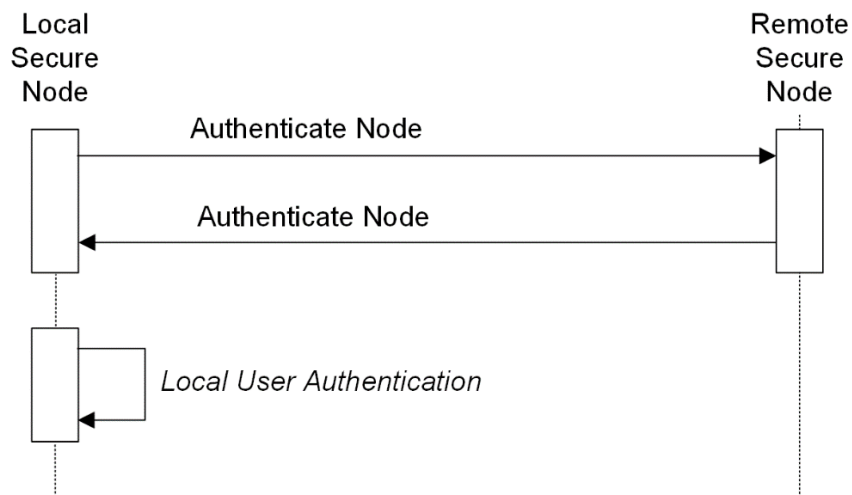 Local
Secure
Node
Remote
Secure
Node
Authenticate Node
Authenticate Node
Local User Authentication